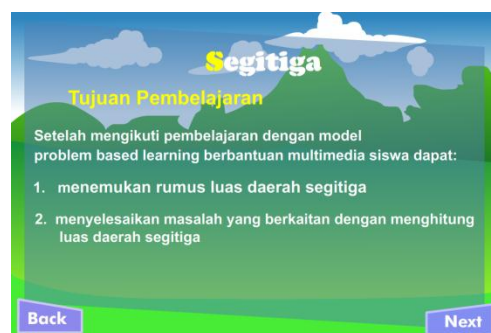 Segitiga
Tujuan Pembelajaran
Setelah mengikuti pembelajaran dengan model
problem based learning berbantuan multimedia siswa dapat:
1. menemukan rumus luas daerah segitiga
2. menyelesaikan masalah yang berkaitan dengan menghitung
luas daerah segitiga
Back
Next